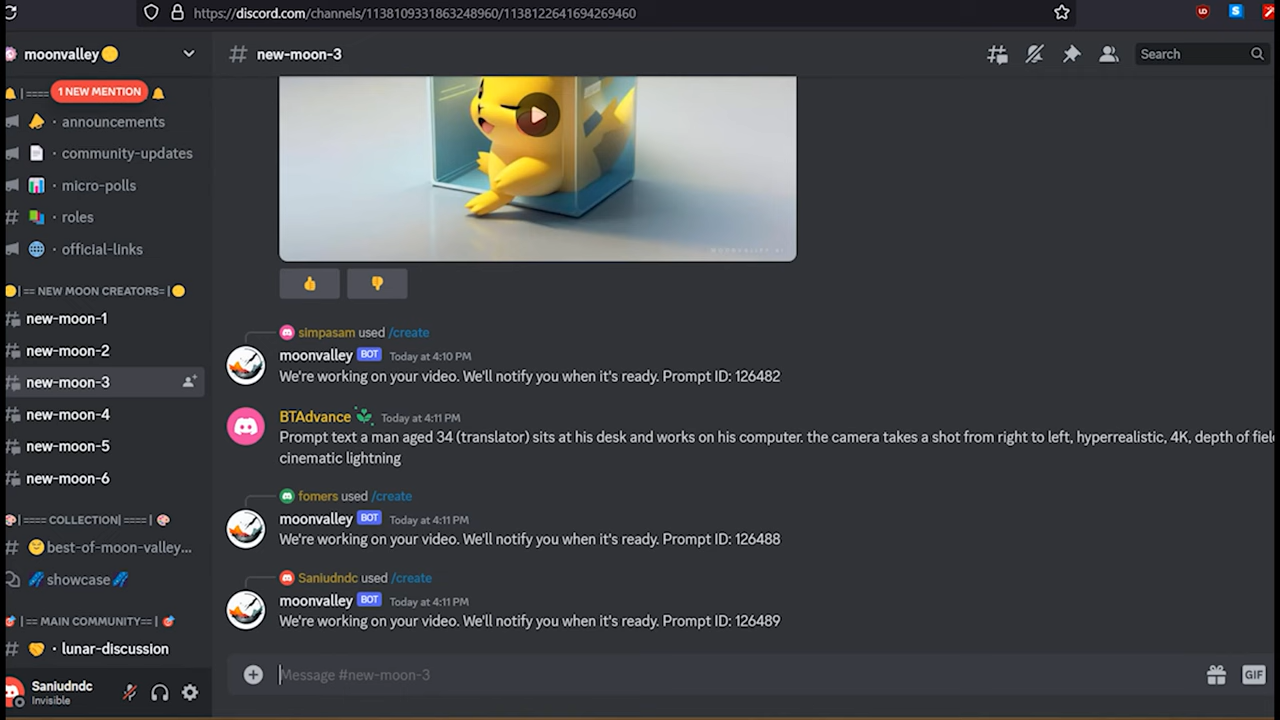 https://discord.com/channels/1138109331863248960/1138122641694269460
moonvalley
new-moon-3
Search
|==== 1 NEW MENTION
· announcements
· community-updates
· micro-polls
· roles
· official-links
|== NEW MOON CREATORS=|
new-moon-1
new-moon-2
new-moon-3
new-moon-4
new-moon-5
new-moon-6
|==== COLLECTION| ====|
best-of-moon-valley...
showcase
|== MAIN COMMUNITY== |
· lunar-discussion
Saniudndc
Invisible
MOONVALLEY.AI
simpasam used /create
moonvalley BOT Today at 4:10 PM
We're working on your video. We'll notify you when it's ready. Prompt ID: 126482
BTAdvance Today at 4:11 PM
Prompt text a man aged 34 (translator) sits at his desk and works on his computer. the camera takes a shot from right to left, hyperrealistic, 4K, depth of fiel
cinematic lightning
fomers used /create
moonvalley BOT Today at 4:11 PM
We're working on your video. We'll notify you when it's ready. Prompt ID: 126488
Saniudndc used /create
moonvalley BOT Today at 4:11 PM
We're working on your video. We'll notify you when it's ready. Prompt ID: 126489
Message #new-moon-3
GIF